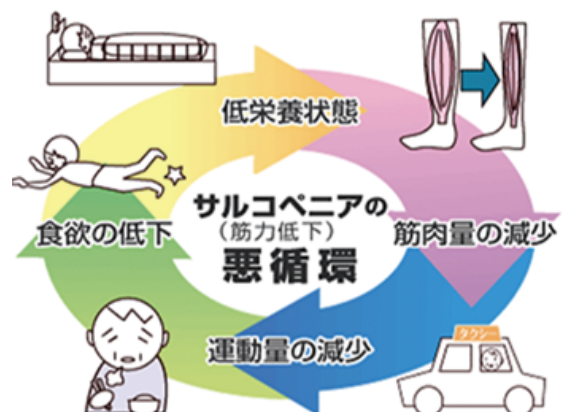 低栄養状態
サルコペニアの
(筋力低下)
悪循環
食欲の低下
筋肉量の減少
運動量の減少
タクシー